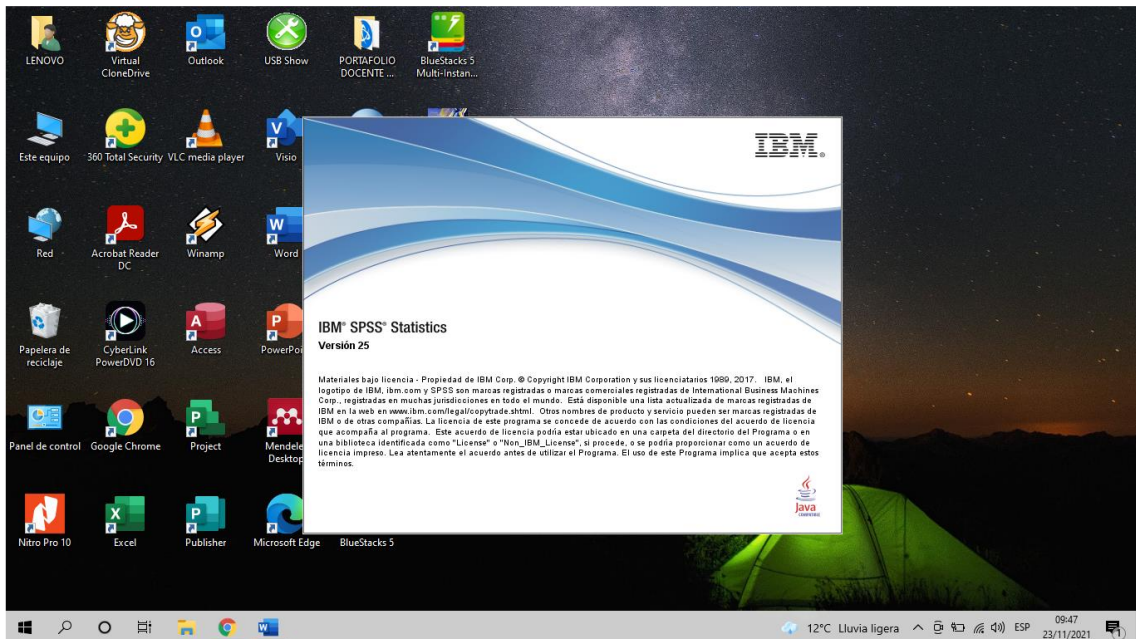 LENOVO
Virtual
CloneDrive
Outlook
USB Show
PORTAFOLIO
DOCENTE ...
BlueStacks 5
Multi-Instan...
Este equipo
360 Total Security
VLC media player
Visio
Red
Acrobat Reader
DC
Winamp
Word
Papelera de
reciclaje
CyberLink
PowerDVD 16
Access
PowerPoi
Panel de control
Google Chrome
Project
Mendele
Desktop
Nitro Pro 10
Excel
Publisher
Microsoft Edge
BlueStacks 5
IBM®
IBM® SPSS® Statistics
Versión 25
Materiales bajo licencia - Propiedad de IBM Corp. © Copyright IBM Corporation y sus licenciatarios 1989, 2017. IBM, el
logotipo de IBM, ibm.com y SPSS son marcas registradas o marcas comerciales registradas de International Business Machines
Corp., registradas en muchas jurisdicciones en todo el mundo. Está disponible una lista actualizada de marcas registradas de
IBM en la web en www.ibm.com/legal/copytrade.shtml. Otros nombres de producto y servicio pueden ser marcas registradas de
IBM o de otras compañías. La licencia de este programa se concede de acuerdo con las condiciones del acuerdo de licencia
que acompaña al programa. Este acuerdo de licencia podría estar ubicado en una carpeta del directorio del Programa o en
una biblioteca identificada como "License" o "Non_IBM_License", si procede, o se podría proporcionar como un acuerdo de
licencia impreso. Lea atentamente el acuerdo antes de utilizar el Programa. El uso de este Programa implica que acepta estos
términos.
Java
COMPATIBLE
12°C Lluvia ligera
ESP
09:47
23/11/2021
1